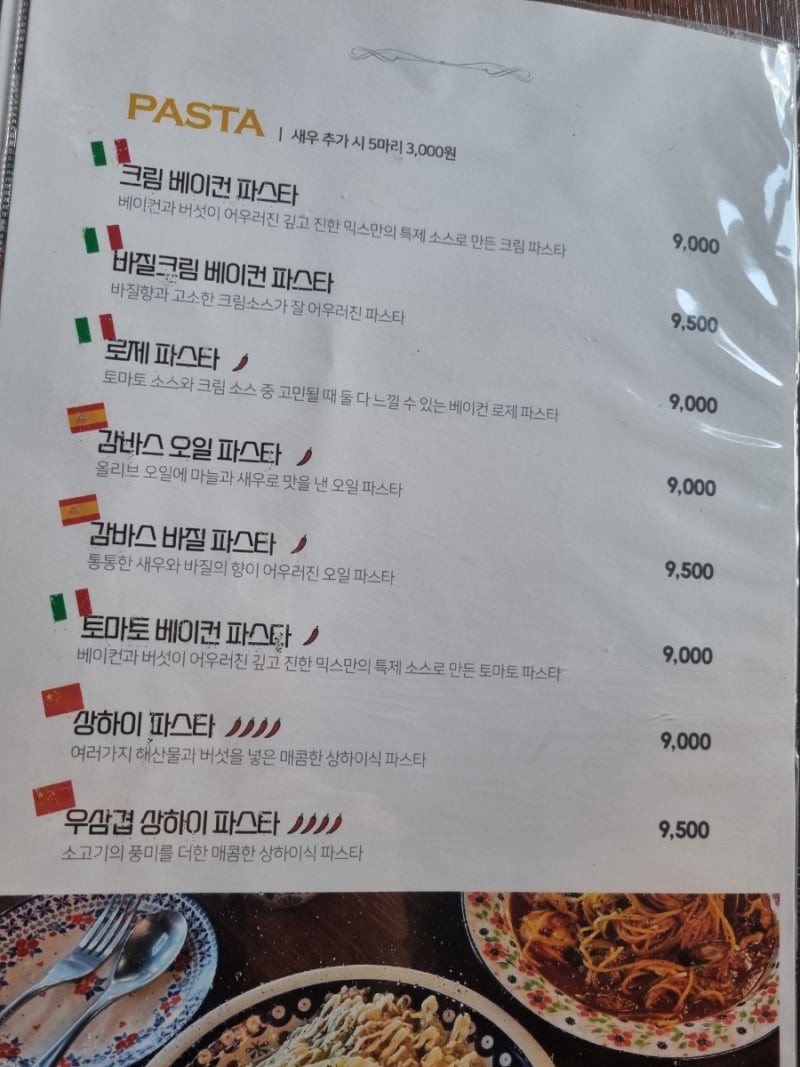 PASTA | 새우 추가 시 5마리 3,000원
크림 베이컨 파스타
베이컨과 버섯이 어우러진 깊고 진한 믹스만의 특제 소스로 만든 크림 파스타 9,000
바질크림 베이컨 파스타
바질향과 고소한 크림소스가 잘 어우러진 파스타 9,500
로제 파스타
토마토 소스와 크림 소스 중 고민될 때 둘 다 느낄 수 있는 베이컨 로제 파스타 9,000
감바스 오일 파스타
올리브 오일에 마늘과 새우로 맛을 낸 오일 파스타 9,000
감바스 바질 파스타
통통한 새우와 바질의 향이 어우러진 오일 파스타 9,500
토마토 베이컨 파스타
베이컨과 버섯이 어우러진 깊고 진한 믹스만의 특제 소스로 만든 토마토 파스타 9,000
상하이 파스타
여러가지 해산물과 버섯을 넣은 매콤한 상하이식 파스타 9,000
우삼겹 상하이 파스타
소고기의 풍미를 더한 매콤한 상하이식 파스타 9,500